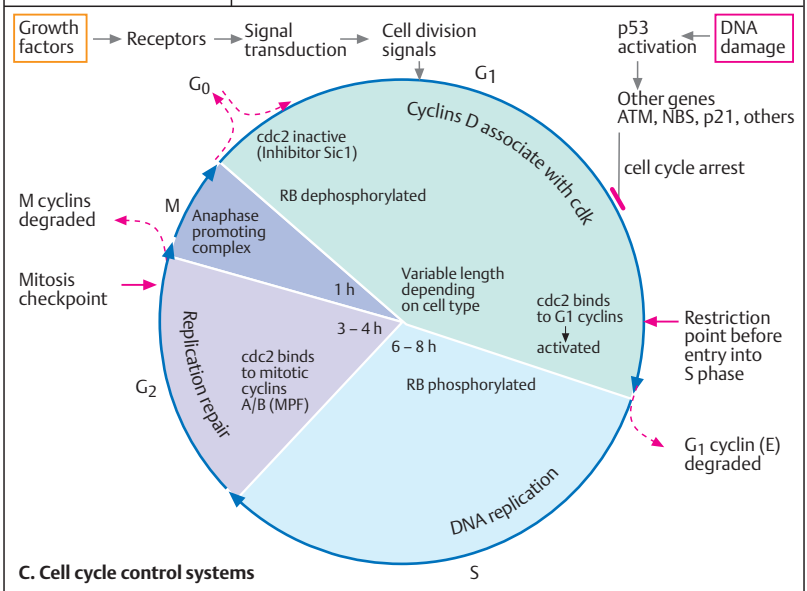 Growth
factors
Receptors
Signal
transduction
Cell division
signals
p53
activation
DNA
damage
G1
G0
Other genes
ATM, NBS, p21, others
cell cycle arrest
Cyclins D associate with cdk
cdc2 inactive
(Inhibitor Sic1)
RB dephosphorylated
M
M cyclins
degraded
Anaphase
promoting
complex
1 h
Mitosis
checkpoint
Variable length
depending
on cell type
cdc2 binds
to G1 cyclins
activated
Restriction
point before
entry into
S phase
3 – 4 h
6 – 8 h
Replication repair
G2
cdc2 binds
to mitotic
cyclins
A/B (MPF)
RB phosphorylated
G1 cyclin (E)
degraded
DNA replication
S
C. Cell cycle control systems